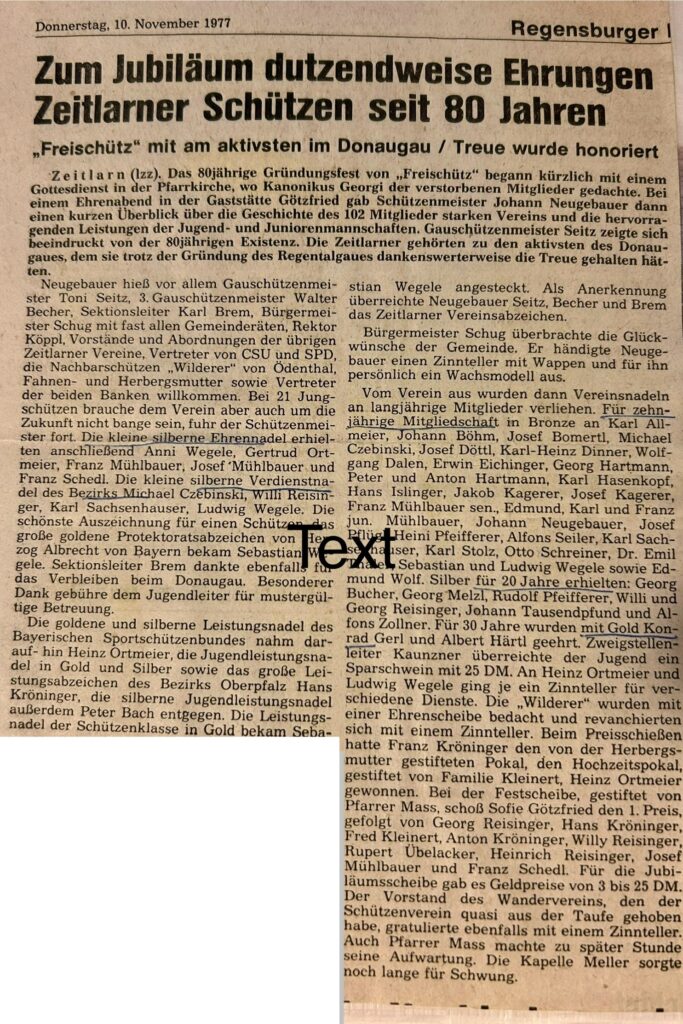 Donnerstag, 10. November 1977
Regensburger
Zum Jubiläum dutzendweise Ehrungen
Zeitlarner Schützen seit 80 Jahren
„Freischütz“ mit am aktivsten im Donaugau / Treue wurde honoriert
Zeitlarn (lzz). Das 80jährige Gründungsfest von „Freischütz“ begann kürzlich mit einem
Gottesdienst in der Pfarrkirche, wo Kanonikus Georgi der verstorbenen Mitglieder gedachte. Bei
einem Ehrenabend in der Gaststätte Götzfried gab Schützenmeister Johann Neugebauer dann
einen kurzen Überblick über die Geschichte des 102 Mitglieder starken Vereins und die hervorra-
genden Leistungen der Jugend- und Juniorenmannschaften. Gauschützenmeister Seitz zeigte sich
beeindruckt von der 80jährigen Existenz. Die Zeitlarner gehörten zu den aktivsten des Donau-
gaues, dem sie trotz der Gründung des Regentalgaues dankenswerterweise die Treue gehalten hät-
ten.
Neugebauer hieß vor allem Gauschützenmei-
ster Toni Seitz, 3. Gauschützenmeister Walter
Becher, Sektionsleiter Karl Brem, Bürgermei-
ster Schug mit fast allen Gemeinderäten, Rektor
Köppl, Vorstände und Abordnungen der übrigen
Zeitlarner Vereine, Vertreter von CSU und SPD,
die Nachbarschützen „Wilderer“ von Ödenthal,
Fahnen- und Herbergsmutter sowie Vertreter
der beiden Banken willkommen. Bei 21 Jung-
schützen brauche dem Verein aber auch um die
Zukunft nicht bange sein, fuhr der Schützenmei-
ster fort. Die kleine silberne Ehrennadel erhiel-
ten anschließend Anni Wegele, Gertrud Ort-
meier, Franz Mühlbauer, Josef Mühlbauer und
Franz Schedl. Die kleine silberne Verdienstna-
del des Bezirks Michael Czebinski, Willi Reisin-
ger, Karl Sachsenhauser, Ludwig Wegele. Die
schönste Auszeichnung für einen Schützen, das
große goldene Protektoratsabzeichen von Her-
zog Albrecht von Bayern bekam Sebastian We-
gele. Sektionsleiter Brem dankte ebenfalls für
das Verbleiben beim Donaugau. Besonderer
Dank gebühre dem Jugendleiter für mustergül-
tige Betreuung.
Die goldene und silberne Leistungsnadel des
Bayerischen Sportschützenbundes nahm dar-
auf- hin Heinz Ortmeier, die Jugendleistungsna-
del in Gold und Silber sowie das große Lei-
stungsabzeichen des Bezirks Oberpfalz Hans
Kröninger, die silberne Jugendleistungsnadel
außerdem Peter Bach entgegen. Die Leistungs-
nadel der Schützenklasse in Gold bekam Seba-
stian Wegele angesteckt. Als Anerkennung
überreichte Neugebauer Seitz, Becher und Brem
das Zeitlarner Vereinsabzeichen.
Bürgermeister Schug überbrachte die Glück-
wünsche der Gemeinde. Er händigte Neuge-
bauer einen Zinnteller mit Wappen und für ihn
persönlich ein Wachsmodell aus.
Vom Verein aus wurden dann Vereinsnadeln
an langjährige Mitglieder verliehen. Für zehn-
jährige Mitgliedschaft in Bronze an Karl All-
meier, Johann Böhm, Josef Bomertl, Michael
Czebinski, Josef Döttl, Karl-Heinz Dinner, Wolf-
gang Dalen, Erwin Eichinger, Georg Hartmann,
Peter und Anton Hartmann, Karl Hasenkopf,
Hans Islinger, Jakob Kagerer, Josef Kagerer,
Franz Mühlbauer sen., Edmund, Karl und Franz
jun. Mühlbauer, Johann Neugebauer, Josef
Heini Pfeifferer, Alfons Seiler, Karl Sach-
Karl Stolz, Otto Schreiner, Dr. Emil
Sebastian und Ludwig Wegele sowie Ed-
mund Wolf. Silber für 20 Jahre erhielten: Georg
Bucher, Georg Melzl, Rudolf Pfeifferer, Willi und
Georg Reisinger, Johann Tausendpfund und Al-
fons Zollner. Für 30 Jahre wurden mit Gold Kon-
rad Gerl und Albert Härtl geehrt. Zweigstellen-
leiter Kaunzner überreichte der Jugend ein
Sparschwein mit 25 DM. An Heinz Ortmeier und
Ludwig Wegele ging je ein Zinnteller für ver-
schiedene Dienste. Die „Wilderer“ wurden mit
einer Ehrenscheibe bedacht und revanchierten
sich mit einem Zinnteller. Beim Preisschießen
hatte Franz Kröninger den von der Herbergs-
mutter gestifteten Pokal, den Hochzeitspokal,
gestiftet von Familie Kleinert, Heinz Ortmeier
gewonnen. Bei der Festscheibe, gestiftet von
Pfarrer Mass, schoß Sofie Götzfried den 1. Preis,
gefolgt von Georg Reisinger, Hans Kröninger,
Fred Kleinert, Anton Kröninger, Willy Reisinger,
Rupert Übelacker, Heinrich Reisinger, Josef
Mühlbauer und Franz Schedl. Für die Jubi-
läumsscheibe gab es Geldpreise von 3 bis 25 DM.
Der Vorstand des Wandervereins, den der
Schützenverein quasi aus der Taufe gehoben
habe, gratulierte ebenfalls mit einem Zinnteller.
Auch Pfarrer Mass machte zu später Stunde
seine Aufwartung. Die Kapelle Meller sorgte
noch lange für Schwung.
Text